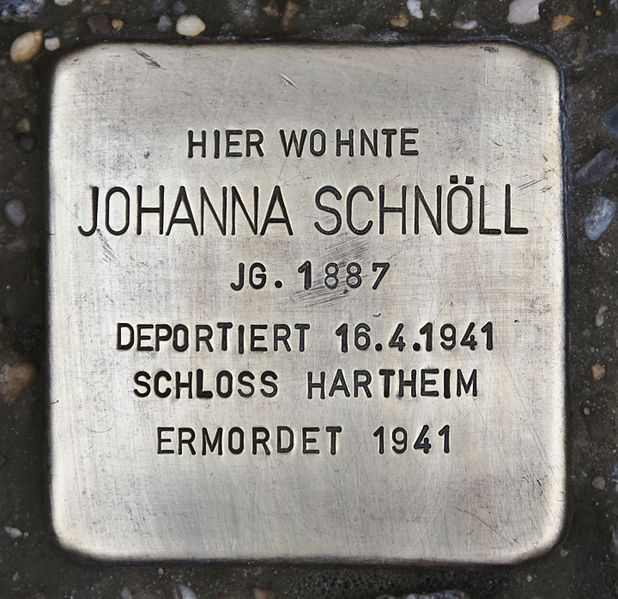 HIER WOHNTE
JOHANNA SCHNÖLL
JG. 1887
DEPORTIERT 16.4.1941
SCHLOSS HARTHEIM
ERMORDET 1941